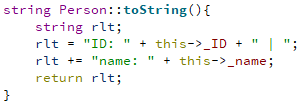 string Person::toString(){
    string rlt;
    rlt = "ID: " + this->_ID + " | ";
    rlt += "name: " + this->_name;
    return rlt;
}